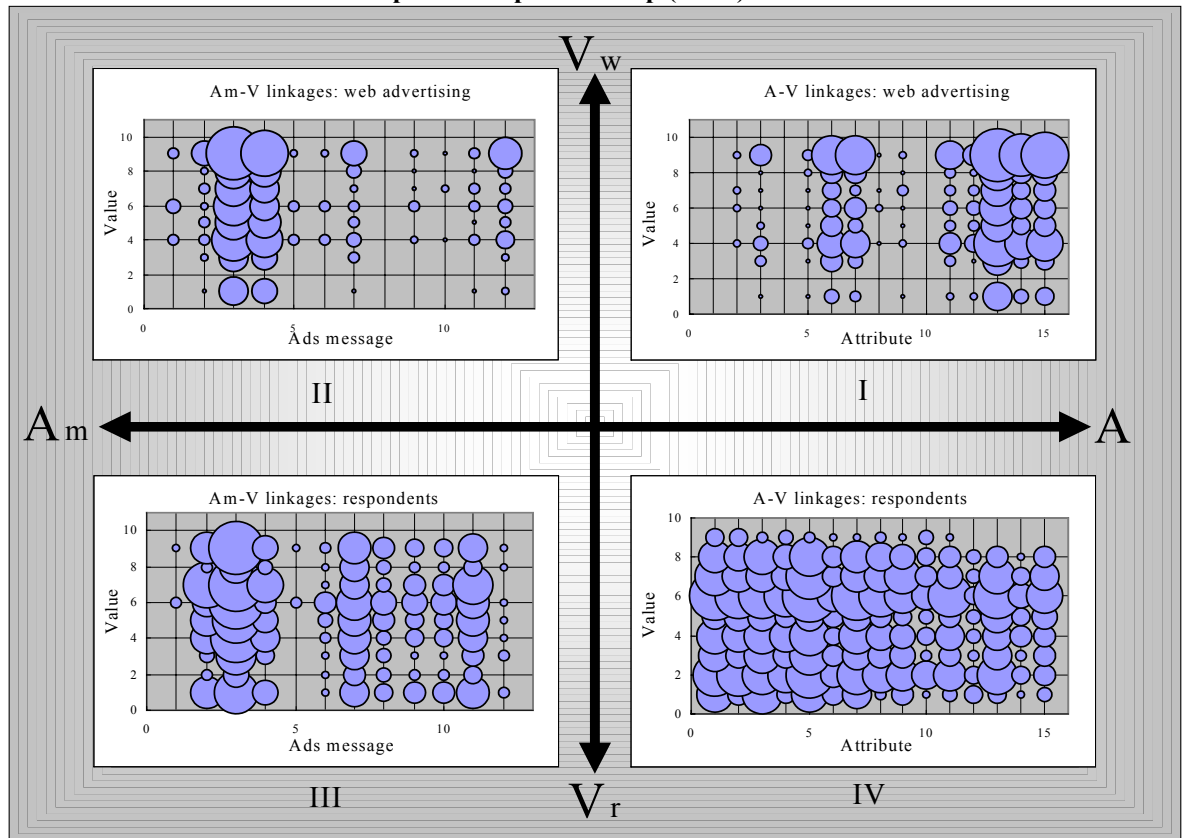 V w
Am-V linkages: web advertising
10
8
6
4
2
0
Value
0 5 10
Ads message
II
A-V linkages: web advertising
10
8
6
4
2
0
Value
0 5 10 15
Attribute
I
A m
A
Am-V linkages: respondents
10
8
6
4
2
0
Value
0 5 10
Ads message
III
A-V linkages: respondents
10
8
6
4
2
0
Value
0 5 10 15
Attribute
IV
V r